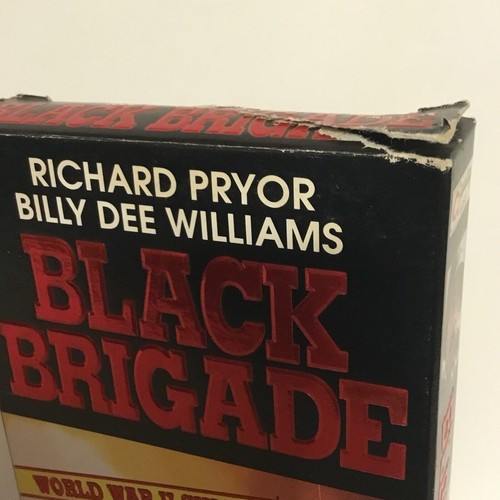 BLACK BRIGADE
RICHARD PRYOR
BILLY DEE WILLIAMS
BLACK
BRIGADE
WORLD WAR II